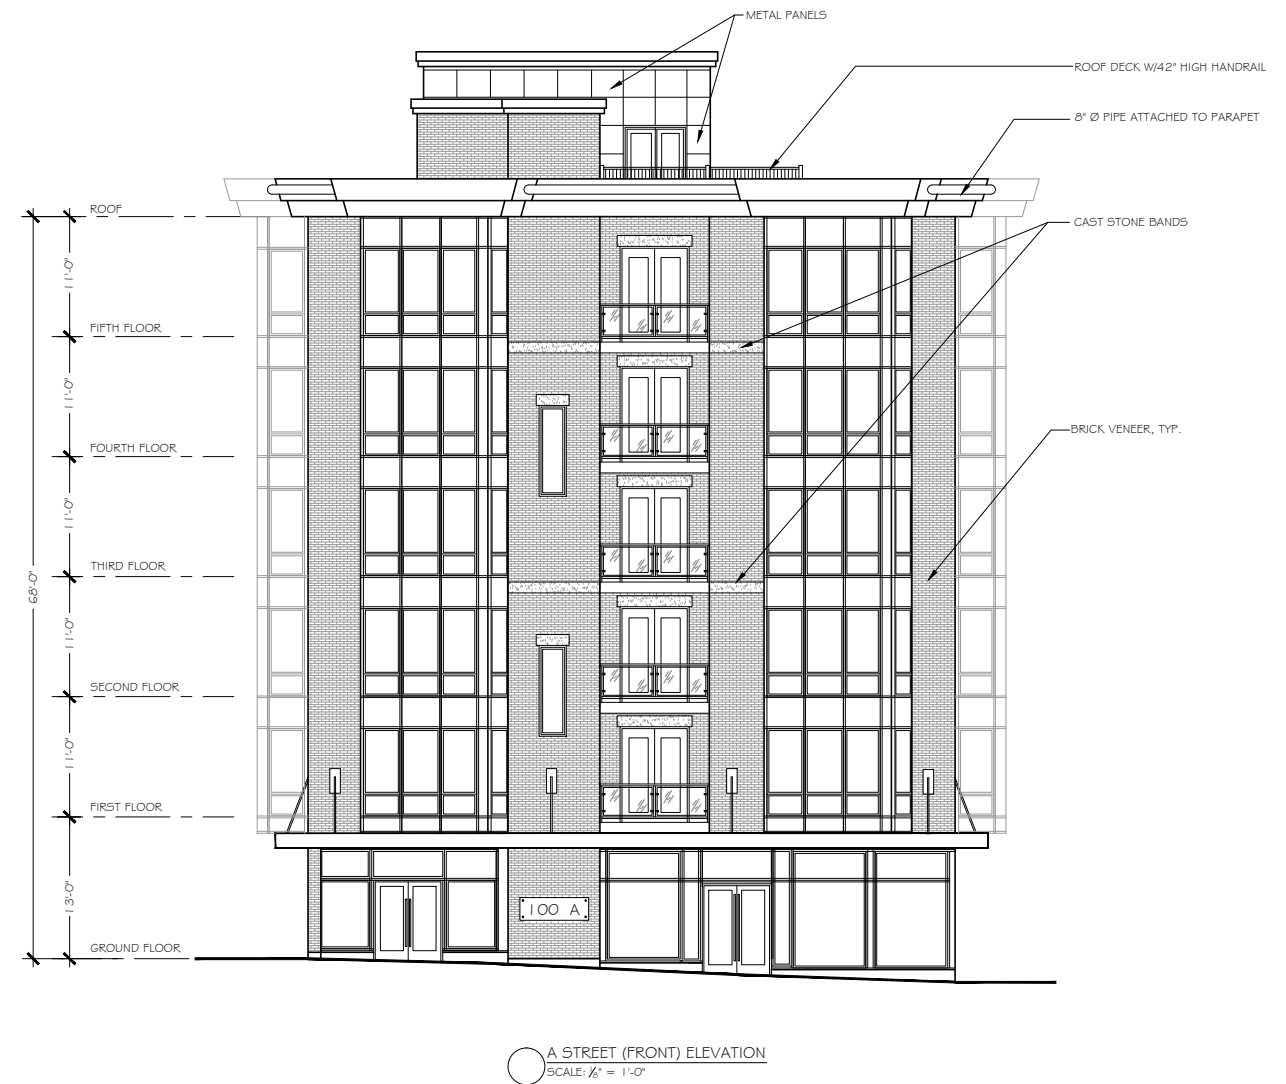 METAL PANELS
ROOF DECK W/42" HIGH HANDRAIL
8" Ø PIPE ATTACHED TO PARAPET
ROOF
CAST STONE BANDS
11'-0"
FIFTH FLOOR
11'-0"
BRICK VENEER, TYP.
FOURTH FLOOR
11'-0"
THIRD FLOOR
68'-0"
11'-0"
SECOND FLOOR
11'-0"
FIRST FLOOR
13'-0"
100 A
GROUND FLOOR
A STREET (FRONT) ELEVATION
SCALE: 1/8" = 1'-0"